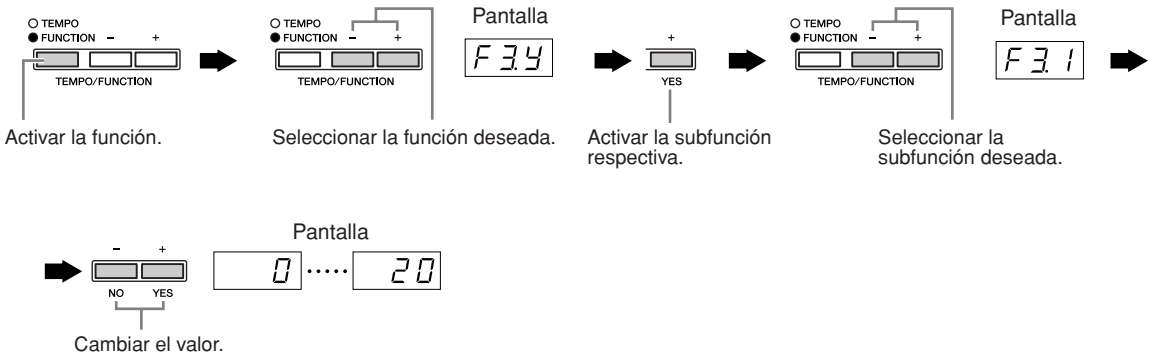 TEMPO
FUNCTION - +
TEMPO/FUNCTION
Activar la función.
TEMPO
FUNCTION - +
TEMPO/FUNCTION
Seleccionar la función deseada.
Pantalla
F 3.Y
+
YES
Activar la subfunción
respectiva.
TEMPO
FUNCTION - +
TEMPO/FUNCTION
Seleccionar la
subfunción deseada.
Pantalla
F 3.1
- +
NO YES
Cambiar el valor.
Pantalla
0 ····· 20